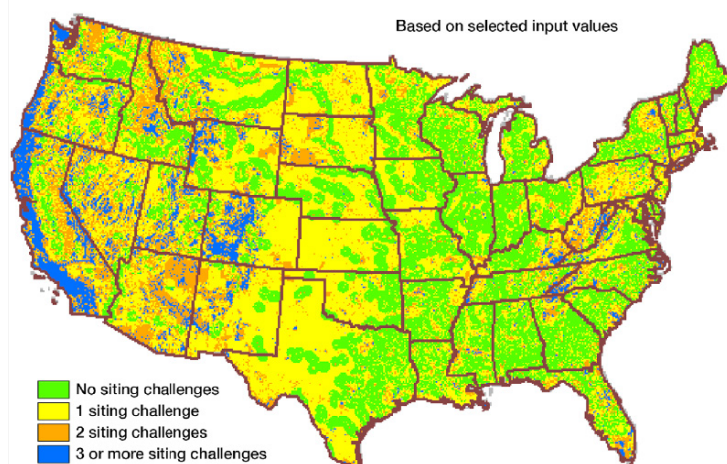 Based on selected input values
No siting challenges
1 siting challenge
2 siting challenges
3 or more siting challenges